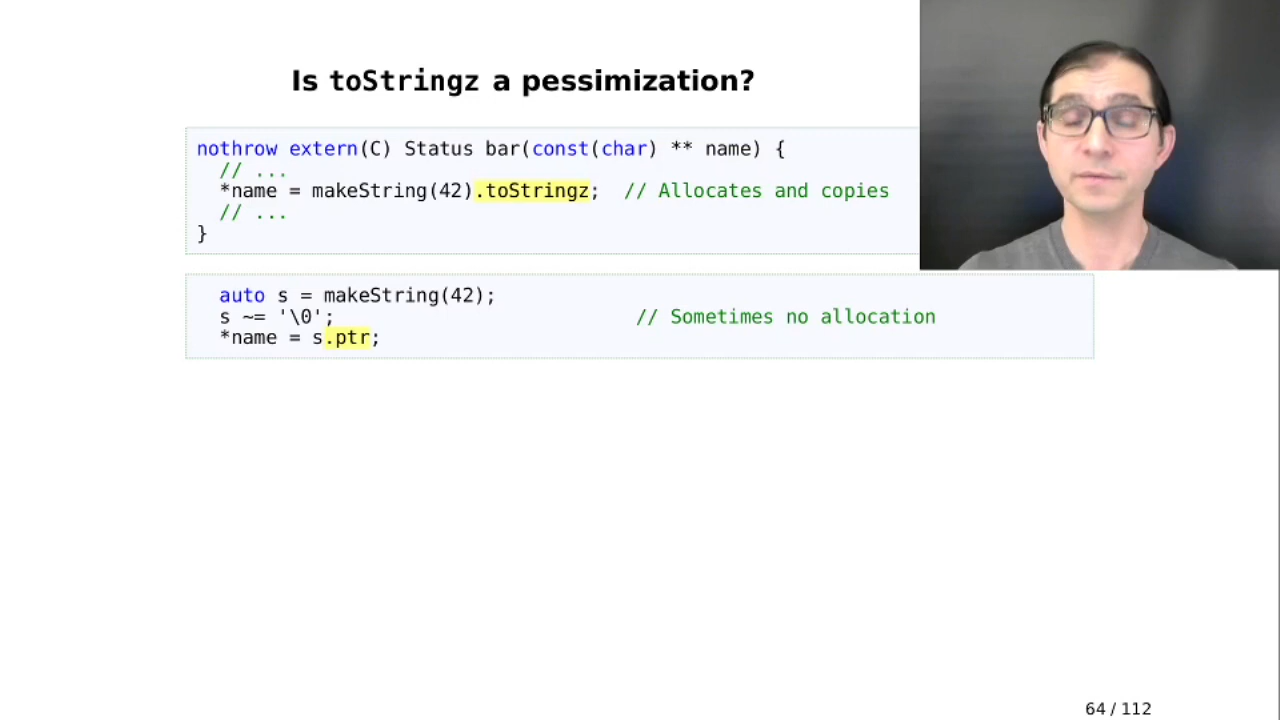 Is toStringz a pessimization?
nothrow extern(C) Status bar(const(char) ** name) {
  // ...
  *name = makeString(42).toStringz;  // Allocates and copies
  // ...
}
  auto s = makeString(42);
  s ~= '\0';                          // Sometimes no allocation
  *name = s.ptr;
64 / 112